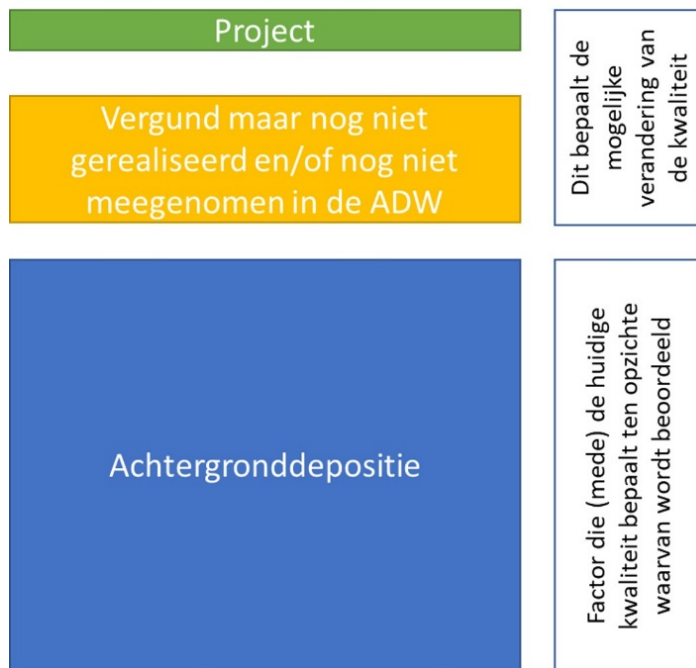 Project
Dit bepaalt de
mogelijke
verandering van
de kwaliteit
Vergund maar nog niet
gerealiseerd en/of nog niet
meegenomen in de ADW
Achtergronddepositie
Factor die (mede) de huidige
kwaliteit bepaalt ten opzichte
waarvan wordt beoordeeld